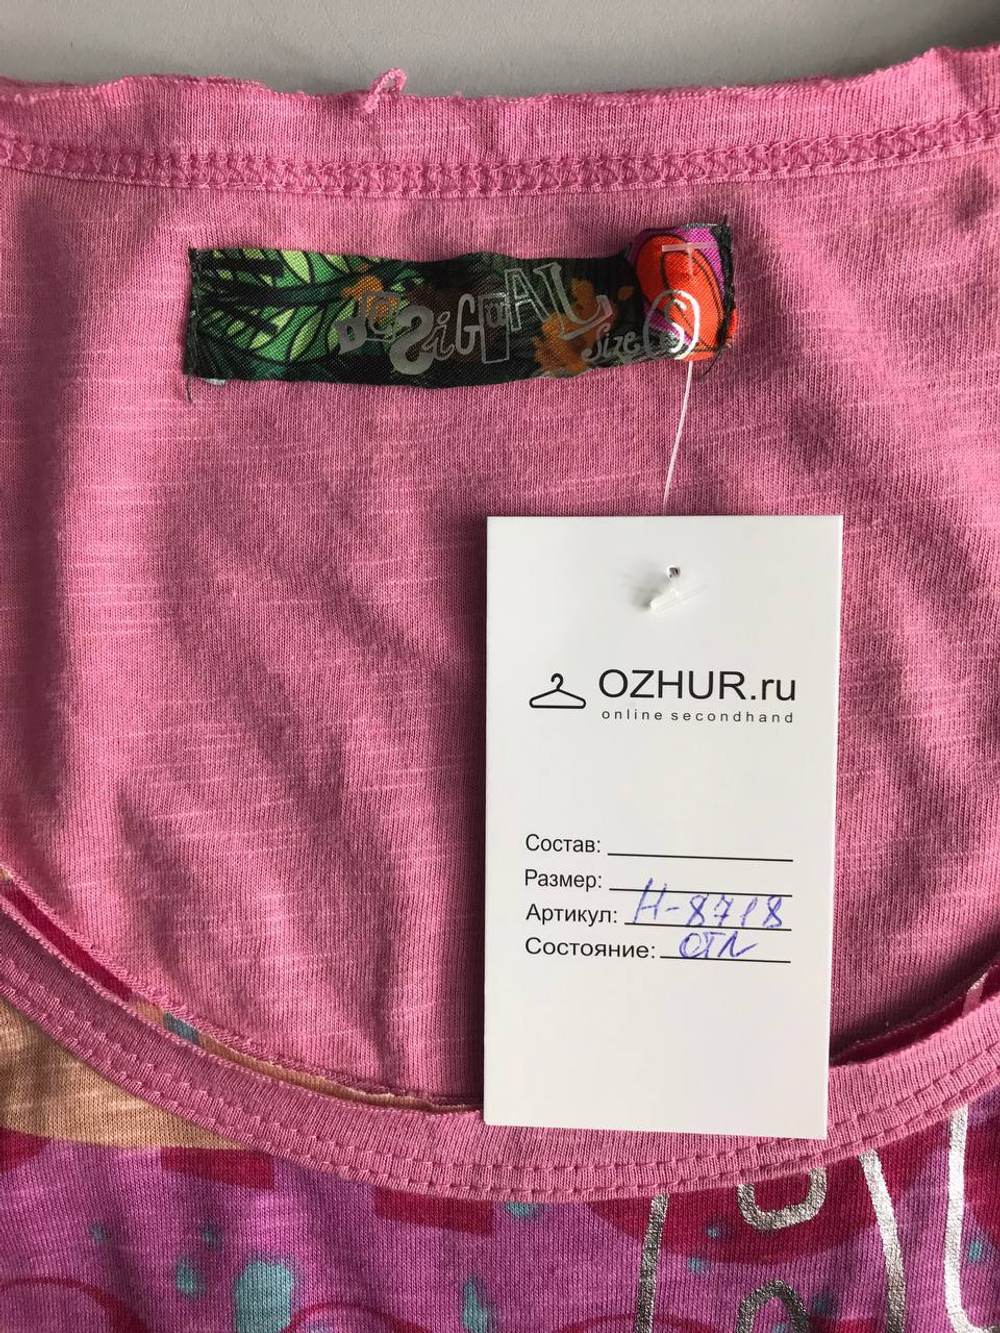 DESIGUAL
Size S
OZHUR.ru
online secondhand
Состав:
Размер:
Артикул: Н-8718
Состояние: отл